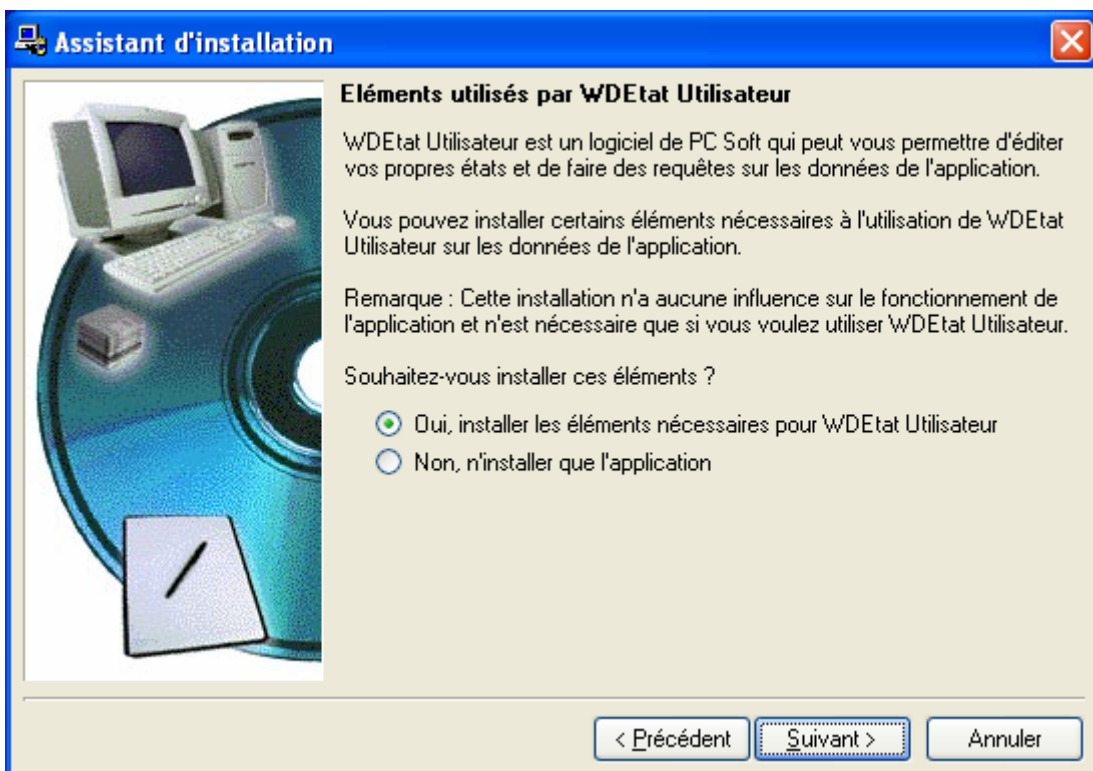 Assistant d'installation
Eléments utilisés par WDEtat Utilisateur
WDEtat Utilisateur est un logiciel de PC Soft qui peut vous permettre d'éditer
vos propres états et de faire des requêtes sur les données de l'application.
Vous pouvez installer certains éléments nécessaires à l'utilisation de WDEtat
Utilisateur sur les données de l'application.
Remarque : Cette installation n'a aucune influence sur le fonctionnement de
l'application et n'est nécessaire que si vous voulez utiliser WDEtat Utilisateur.
Souhaitez-vous installer ces éléments ?
Oui, installer les éléments nécessaires pour WDEtat Utilisateur
Non, n'installer que l'application
< Précédent
Suivant >
Annuler